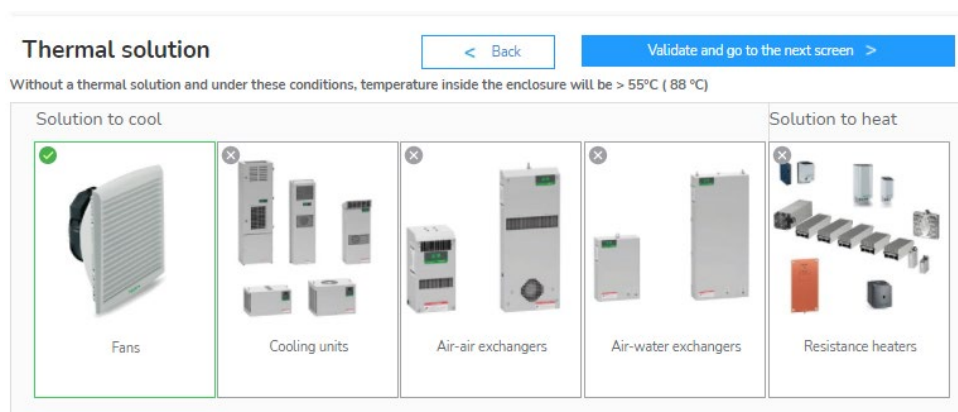 Thermal solution
< Back
Validate and go to the next screen >
Without a thermal solution and under these conditions, temperature inside the enclosure will be > 55°C ( 88 °C)
Solution to cool
Solution to heat
Fans
Cooling units
Air-air exchangers
Air-water exchangers
Resistance heaters